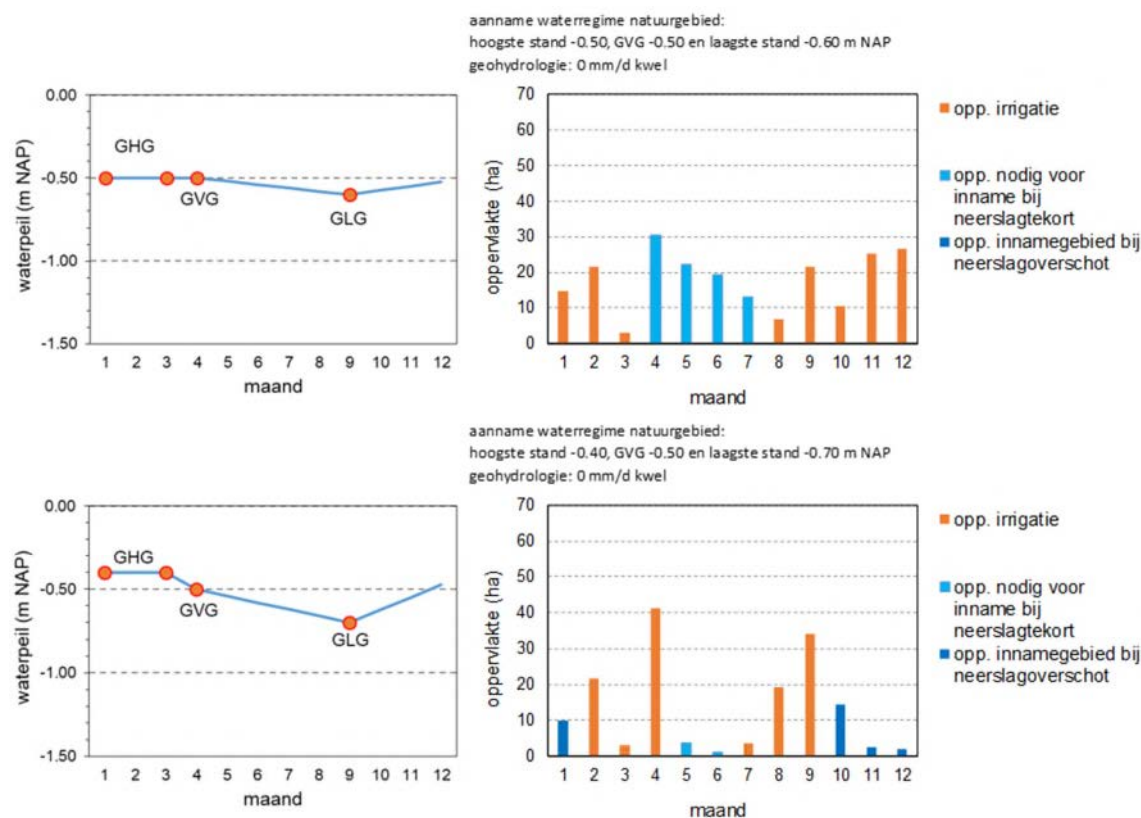 aanname waterregime natuurgebied:
hoogste stand -0.50, GVG -0.50 en laagste stand -0.60 m NAP
geohydrologie: 0 mm/d kwel
waterpeil (m NAP)
0.00
-0.50
-1.00
-1.50
GHG
GVG
GLG
1 2 3 4 5 6 7 8 9 10 11 12
maand
oppervlakte (ha)
70
60
50
40
30
20
10
0
1 2 3 4 5 6 7 8 9 10 11 12
maand
opp. irrigatie
opp. nodig voor
inname bij
neerslagtekort
opp. innamegebied bij
neerslagoverschot
aanname waterregime natuurgebied:
hoogste stand -0.40, GVG -0.50 en laagste stand -0.70 m NAP
geohydrologie: 0 mm/d kwel
waterpeil (m NAP)
0.00
-0.50
-1.00
-1.50
GHG
GVG
GLG
1 2 3 4 5 6 7 8 9 10 11 12
maand
oppervlakte (ha)
70
60
50
40
30
20
10
0
1 2 3 4 5 6 7 8 9 10 11 12
maand
opp. irrigatie
opp. nodig voor
inname bij
neerslagtekort
opp. innamegebied bij
neerslagoverschot